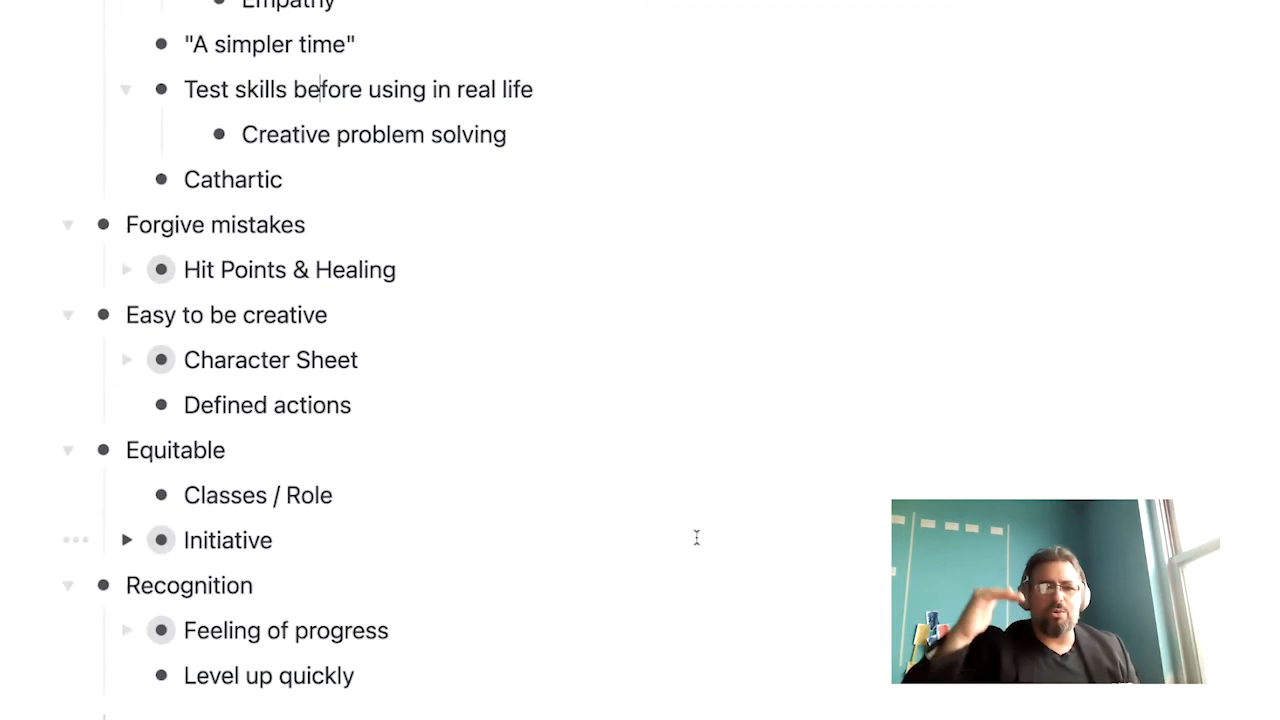 Empathy
"A simpler time"
Test skills before using in real life
Creative problem solving
Cathartic
Forgive mistakes
Hit Points & Healing
Easy to be creative
Character Sheet
Defined actions
Equitable
Classes / Role
Initiative
Recognition
Feeling of progress
Level up quickly